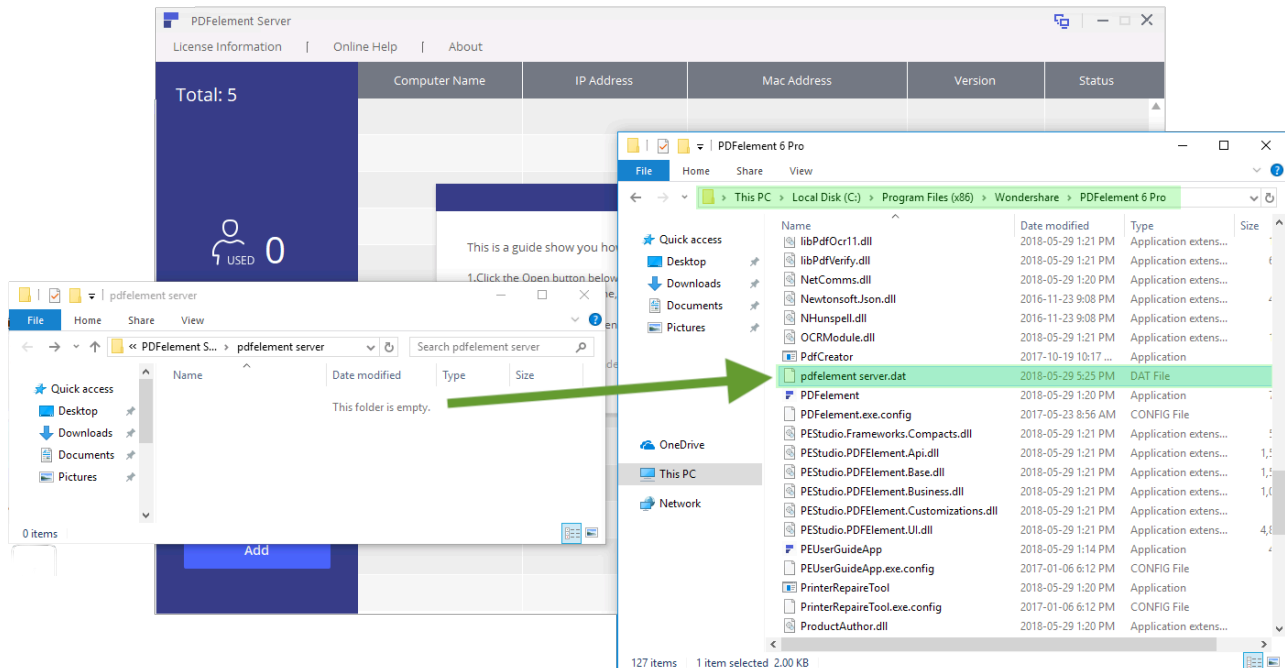 PDFelement Server
License Information | Online Help | About
Total: 5
Computer Name IP Address Mac Address Version Status
USED 0
This is a guide show you
1.Click the Open button below
Add
pdfelement server
File Home Share View
« PDFelement S... › pdfelement server
Search pdfelement server
Quick access
Desktop
Downloads
Documents
Pictures
Name Date modified Type Size
This folder is empty.
0 items
PDFelement 6 Pro
File Home Share View
› This PC › Local Disk (C:) › Program Files (x86) › Wondershare › PDFelement 6 Pro
Quick access
Desktop
Downloads
Documents
Pictures
OneDrive
This PC
Network
Name Date modified Type Size
libPdfOcr11.dll 2018-05-29 1:21 PM Application extens...
libPdfVerify.dll 2018-05-29 1:21 PM Application extens...
NetComms.dll 2018-05-29 1:20 PM Application extens...
Newtonsoft.Json.dll 2016-11-23 9:08 PM Application extens...
NHunspell.dll 2016-11-23 9:08 PM Application extens...
OCRModule.dll 2018-05-29 1:21 PM Application extens...
PdfCreator 2017-10-19 10:17 ... Application
pdfelement server.dat 2018-05-29 5:25 PM DAT File
PDFelement 2018-05-29 1:20 PM Application
PDFelement.exe.config 2017-05-23 8:56 AM CONFIG File
PEStudio.Frameworks.Compacts.dll 2018-05-29 1:21 PM Application extens...
PEStudio.PDFElement.Api.dll 2018-05-29 1:21 PM Application extens...
PEStudio.PDFElement.Base.dll 2018-05-29 1:21 PM Application extens...
PEStudio.PDFElement.Business.dll 2018-05-29 1:21 PM Application extens...
PEStudio.PDFElement.Customizations.dll 2018-05-29 1:21 PM Application extens...
PEStudio.PDFElement.UI.dll 2018-05-29 1:21 PM Application extens...
PEUserGuideApp 2018-05-29 1:14 PM Application
PEUserGuideApp.exe.config 2017-01-06 6:12 PM CONFIG File
PrinterRepaireTool 2018-05-29 1:20 PM Application
PrinterRepaireTool.exe.config 2017-01-06 6:12 PM CONFIG File
ProductAuthor.dll 2018-05-29 1:20 PM Application extens...
127 items 1 item selected 2.00 KB